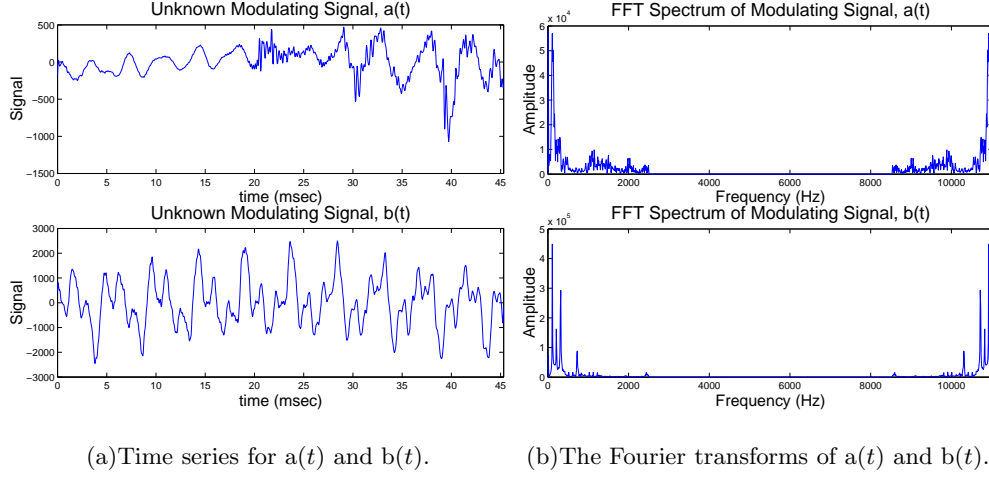 Unknown Modulating Signal, a(t)
500
0
−500
−1000
−1500
Signal
0 5 10 15 20 25 30 35 40 45
time (msec)
Unknown Modulating Signal, b(t)
3000
2000
1000
0
−1000
−2000
−3000
Signal
0 5 10 15 20 25 30 35 40 45
time (msec)
FFT Spectrum of Modulating Signal, a(t)
x 10⁴
6
5
4
3
2
1
0
Amplitude
0 2000 4000 6000 8000 10000
Frequency (Hz)
FFT Spectrum of Modulating Signal, b(t)
x 10⁵
5
4
3
2
1
0
Amplitude
0 2000 4000 6000 8000 10000
Frequency (Hz)
(a)Time series for a(t) and b(t).
(b)The Fourier transforms of a(t) and b(t).